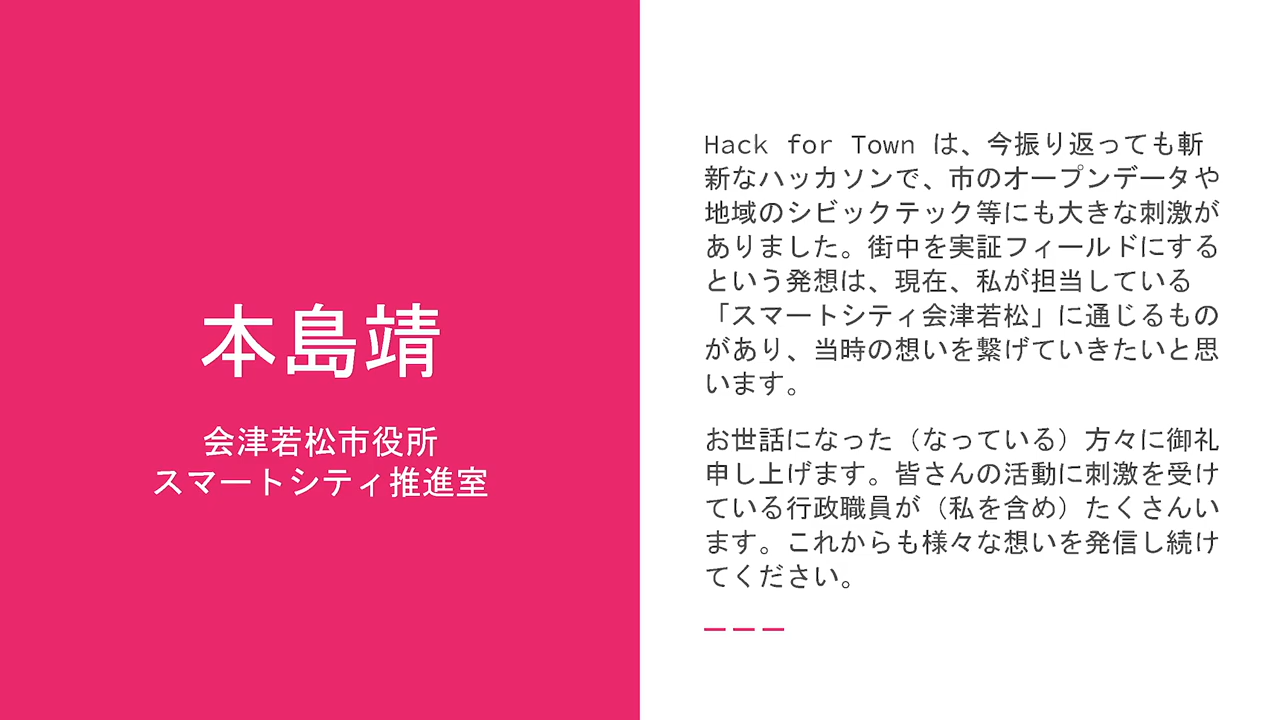 本島靖
会津若松市役所
スマートシティ推進室
Hack for Town は、今振り返っても斬
新なハッカソンで、市のオープンデータや
地域のシビックテック等にも大きな刺激が
ありました。街中を実証フィールドにする
という発想は、現在、私が担当している
「スマートシティ会津若松」に通じるもの
があり、当時の想いを繋げていきたいと思
います。
お世話になった（なっている）方々に御礼
申し上げます。皆さんの活動に刺激を受け
ている行政職員が（私を含め）たくさんい
ます。これからも様々な想いを発信し続け
てください。